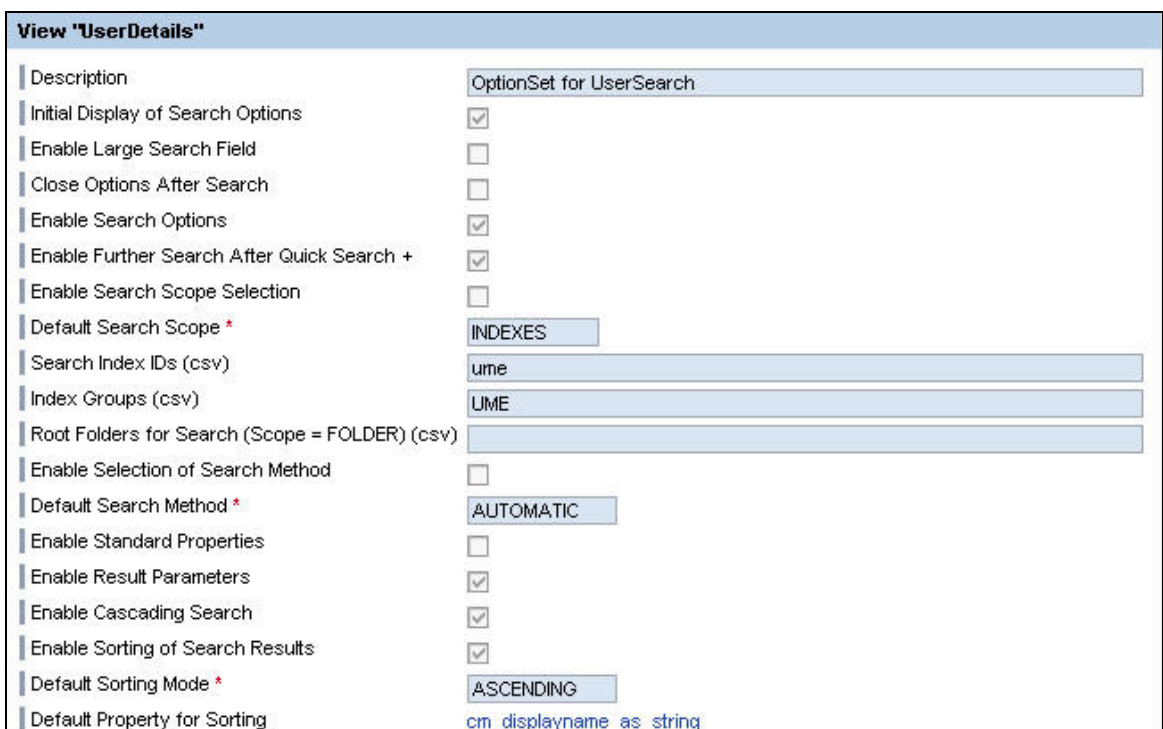 View "UserDetails"
Description OptionSet for UserSearch
Initial Display of Search Options
Enable Large Search Field
Close Options After Search
Enable Search Options
Enable Further Search After Quick Search +
Enable Search Scope Selection
Default Search Scope * INDEXES
Search Index IDs (csv) ume
Index Groups (csv) UME
Root Folders for Search (Scope = FOLDER) (csv)
Enable Selection of Search Method
Default Search Method * AUTOMATIC
Enable Standard Properties
Enable Result Parameters
Enable Cascading Search
Enable Sorting of Search Results
Default Sorting Mode * ASCENDING
Default Property for Sorting cm_displayname_as_string